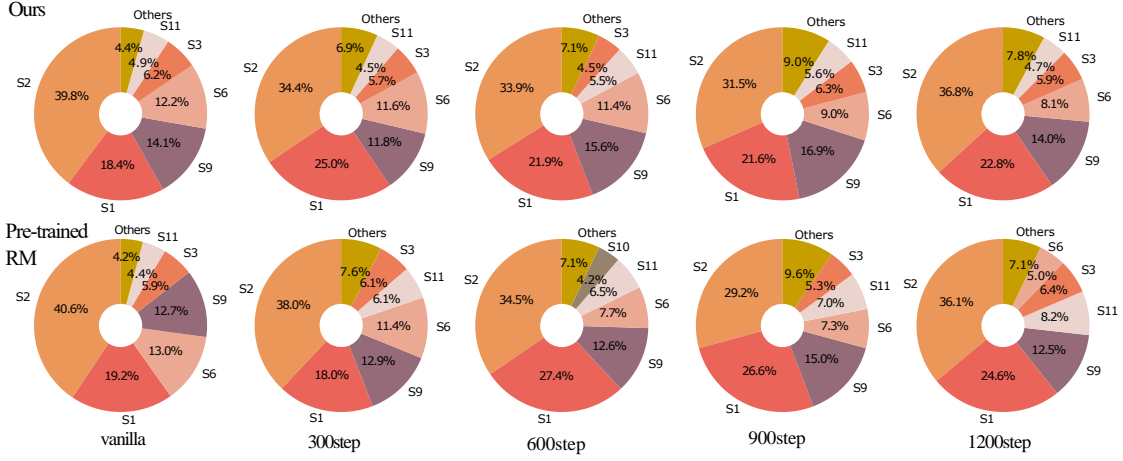 Ours
Others
S11
S3
S6
S9
S1
S2
4.4%
4.9%
6.2%
12.2%
14.1%
18.4%
39.8%
Others
S11
S3
S6
S9
S1
S2
6.9%
4.5%
5.7%
11.6%
11.8%
25.0%
34.4%
Others
S3
S11
S6
S9
S1
S2
7.1%
4.5%
5.5%
11.4%
15.6%
21.9%
33.9%
Others
S11
S3
S6
S9
S1
S2
9.0%
5.6%
6.3%
9.0%
16.9%
21.6%
31.5%
Others
S11
S3
S6
S9
S1
S2
7.8%
4.7%
5.9%
8.1%
14.0%
22.8%
36.8%
Pre-trained
RM
Others
S11
S3
S9
S6
S1
S2
4.2%
4.4%
5.9%
12.7%
13.0%
19.2%
40.6%
vanilla
Others
S3
S11
S6
S9
S1
S2
7.6%
6.1%
6.1%
11.4%
12.9%
18.0%
38.0%
300step
Others
S10
S11
S6
S9
S1
S2
7.1%
4.2%
6.5%
7.7%
12.6%
27.4%
34.5%
600step
Others
S3
S11
S6
S9
S1
S2
9.6%
5.3%
7.0%
7.3%
15.0%
26.6%
29.2%
900step
Others
S6
S3
S11
S9
S1
S2
7.1%
5.0%
6.4%
8.2%
12.5%
24.6%
36.1%
1200step